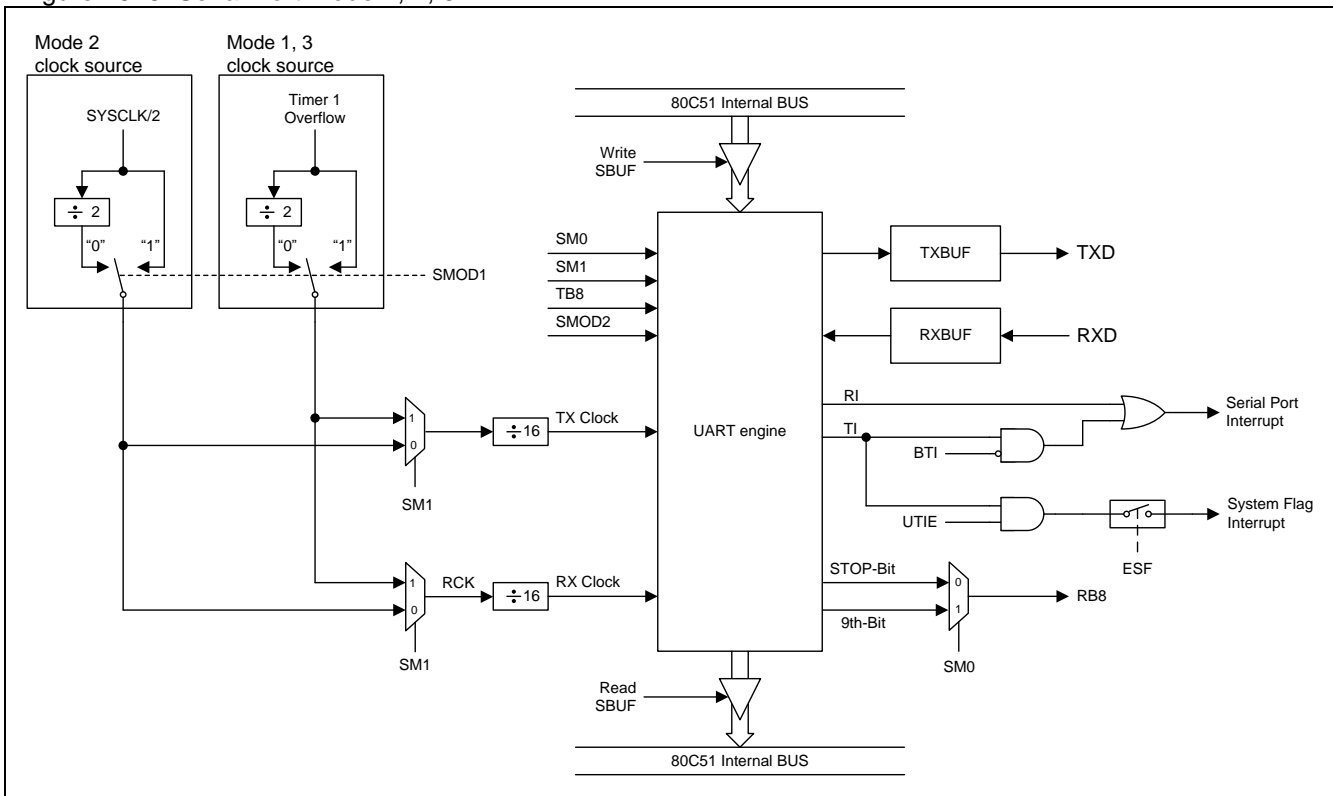 Mode 2
clock source
Mode 1, 3
clock source
SYSCLK/2
Timer 1
Overflow
÷ 2
÷ 2
"0"
"1"
"0"
"1"
SMOD1
80C51 Internal BUS
Write
SBUF
SM0
SM1
TB8
SMOD2
TXBUF
TXD
RXBUF
RXD
UART engine
1
0
SM1
÷16
TX Clock
1
0
SM1
RCK
÷16
RX Clock
RI
TI
BTI
Serial Port
Interrupt
UTIE
System Flag
Interrupt
ESF
STOP-Bit
9th-Bit
0
1
SM0
RB8
Read
SBUF
80C51 Internal BUS